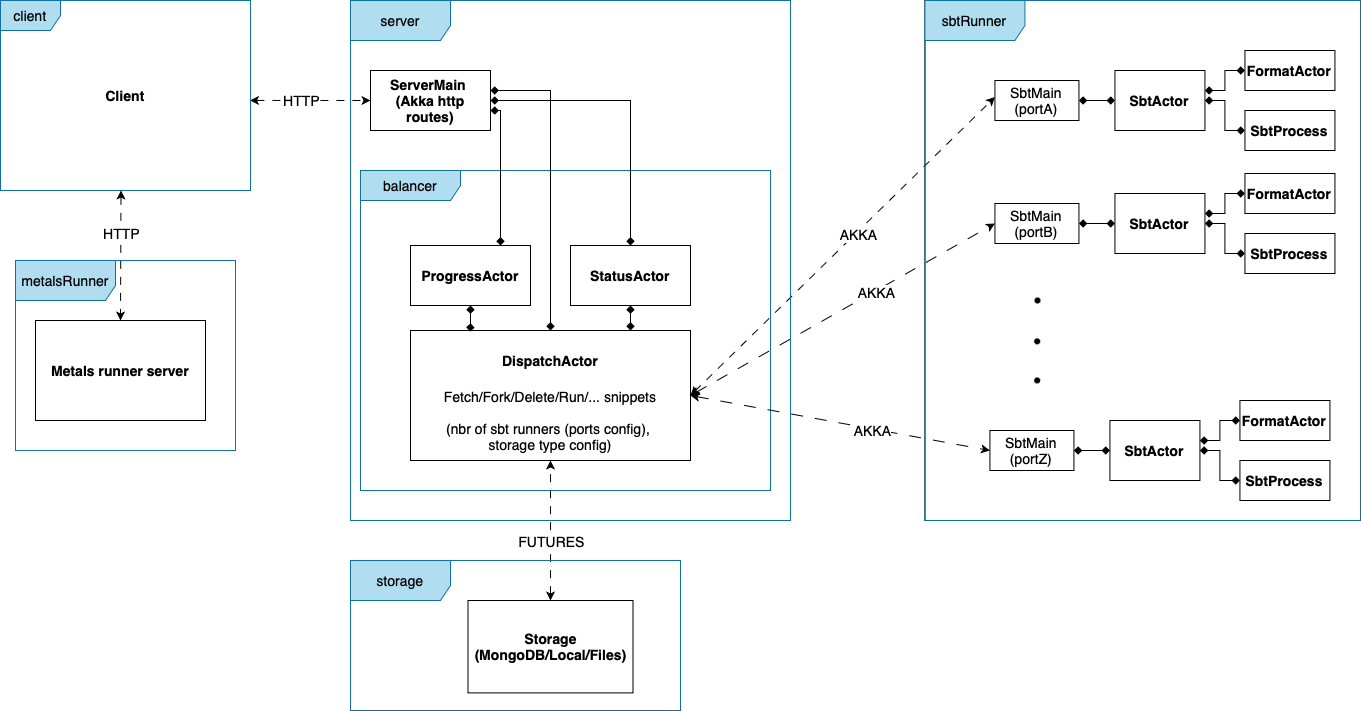 client
Client
HTTP
HTTP
metalsRunner
Metals runner server
server
ServerMain
(Akka http
routes)
balancer
ProgressActor
StatusActor
DispatchActor
Fetch/Fork/Delete/Run/... snippets
(nbr of sbt runners (ports config),
storage type config)
FUTURES
storage
Storage
(MongoDB/Local/Files)
AKKA
AKKA
AKKA
sbtRunner
SbtMain
(portA)
SbtActor
FormatActor
SbtProcess
SbtMain
(portB)
SbtActor
FormatActor
SbtProcess
SbtMain
(portZ)
SbtActor
FormatActor
SbtProcess